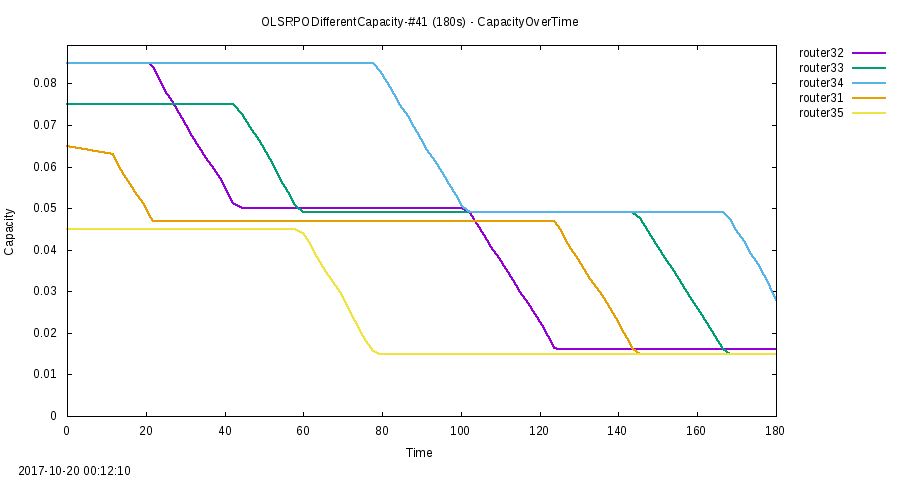 OLSRPODifferentCapacity-#41 (180s) - CapacityOverTime
router32
router33
router34
router31
router35
0.08
0.07
0.06
0.05
0.04
0.03
0.02
0.01
0
Capacity
0 20 40 60 80 100 120 140 160 180
Time
2017-10-20 00:12:10